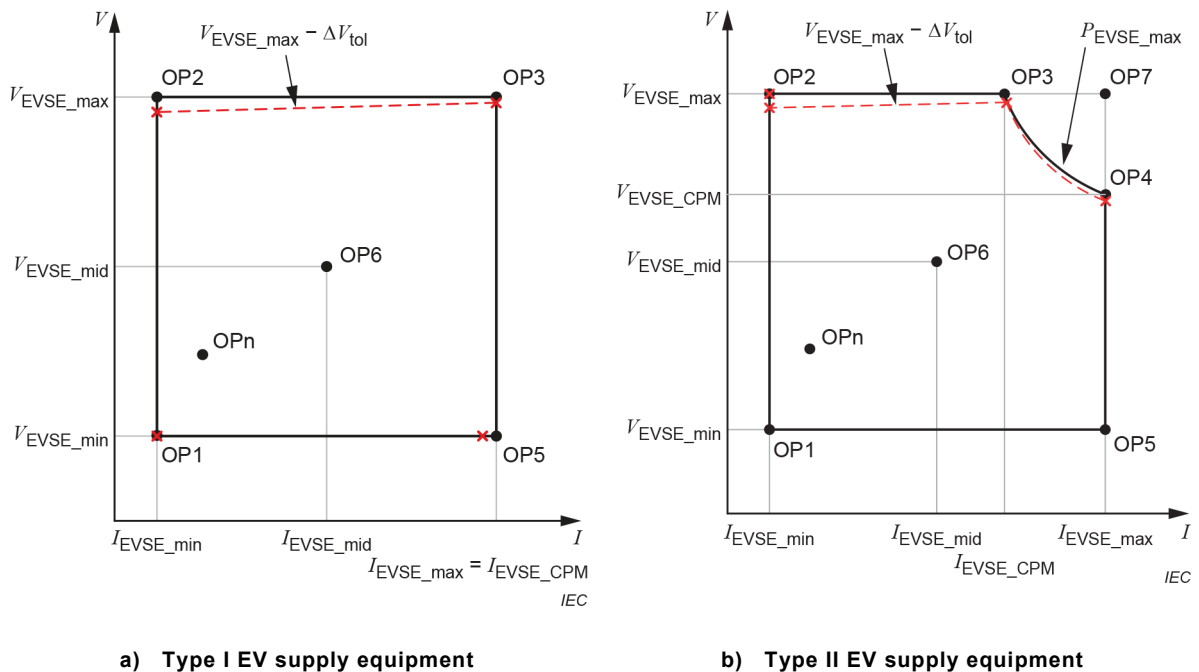 V
V_EVSE_max − ΔV_tol
OP2
OP3
V_EVSE_max
V_EVSE_mid
OP6
OPn
V_EVSE_min
OP1
OP5
I_EVSE_min
I_EVSE_mid
I
I_EVSE_max = I_EVSE_CPM
IEC
a) Type I EV supply equipment
V
V_EVSE_max − ΔV_tol
P_EVSE_max
OP2
OP3
OP7
V_EVSE_max
OP4
V_EVSE_CPM
V_EVSE_mid
OP6
OPn
V_EVSE_min
OP1
OP5
I_EVSE_min
I_EVSE_mid
I_EVSE_max
I
I_EVSE_CPM
IEC
b) Type II EV supply equipment